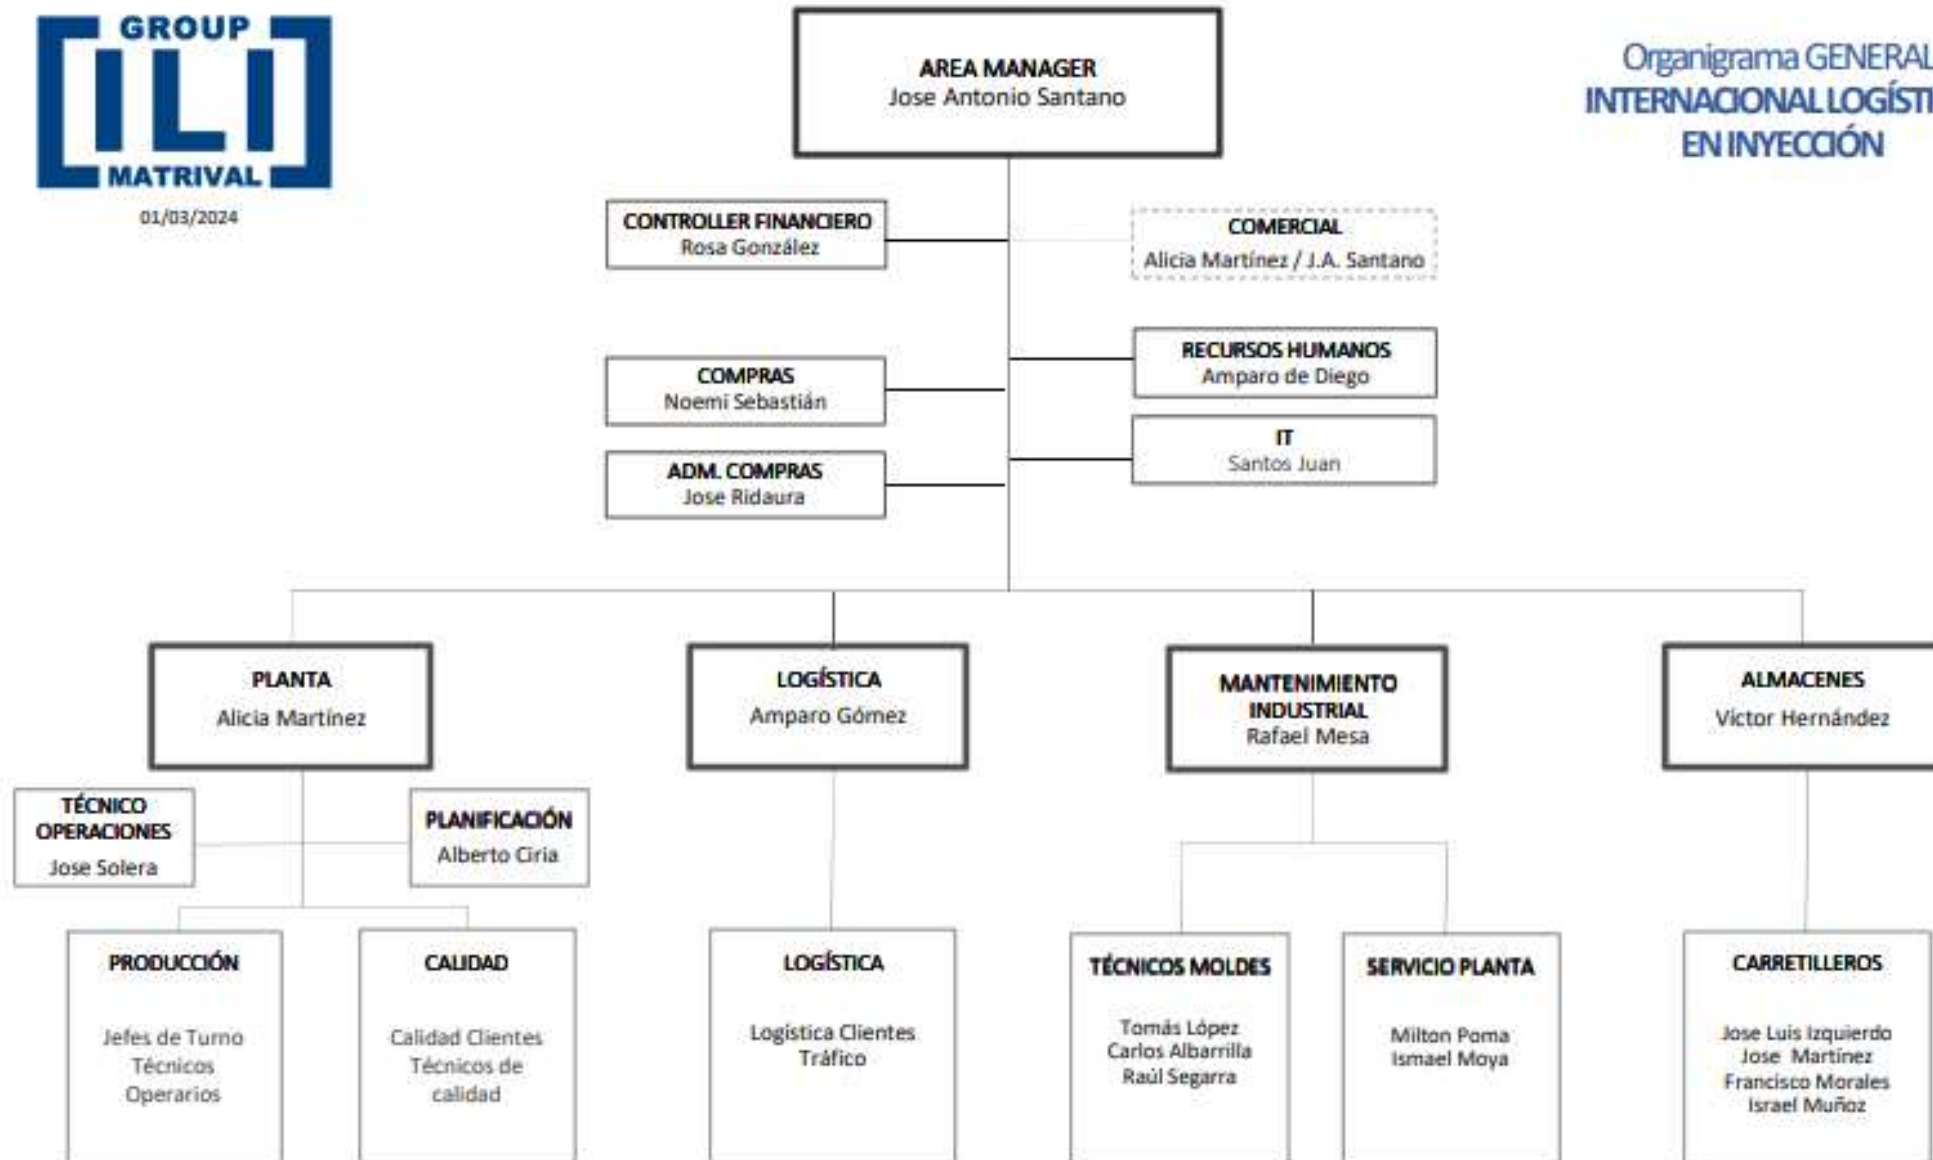 GROUP
ILI
MATRIVAL
01/03/2024
AREA MANAGER
Jose Antonio Santano
Organigrama GENERAL
INTERNACIONAL LOGÍSTI
EN INYECCIÓN
CONTROLLER FINANCIERO
Rosa González
COMERCIAL
Alicia Martínez / J.A. Santano
COMPRAS
Noemi Sebastián
RECURSOS HUMANOS
Amparo de Diego
ADM. COMPRAS
Jose Ridaura
IT
Santos Juan
PLANTA
Alicia Martínez
LOGÍSTICA
Amparo Gómez
MANTENIMIENTO
INDUSTRIAL
Rafael Mesa
ALMACENES
Víctor Hernández
TÉCNICO
OPERACIONES
Jose Solera
PLANIFICACIÓN
Alberto Ciria
PRODUCCIÓN
Jefes de Turno
Técnicos
Operarios
CALIDAD
Calidad Clientes
Técnicos de
calidad
LOGÍSTICA
Logística Clientes
Tráfico
TÉCNICOS MOLDES
Tomás López
Carlos Albarrilla
Raúl Segarra
SERVICIO PLANTA
Milton Poma
Ismael Moya
CARRETILLEROS
Jose Luis Izquierdo
Jose Martínez
Francisco Morales
Israel Muñoz